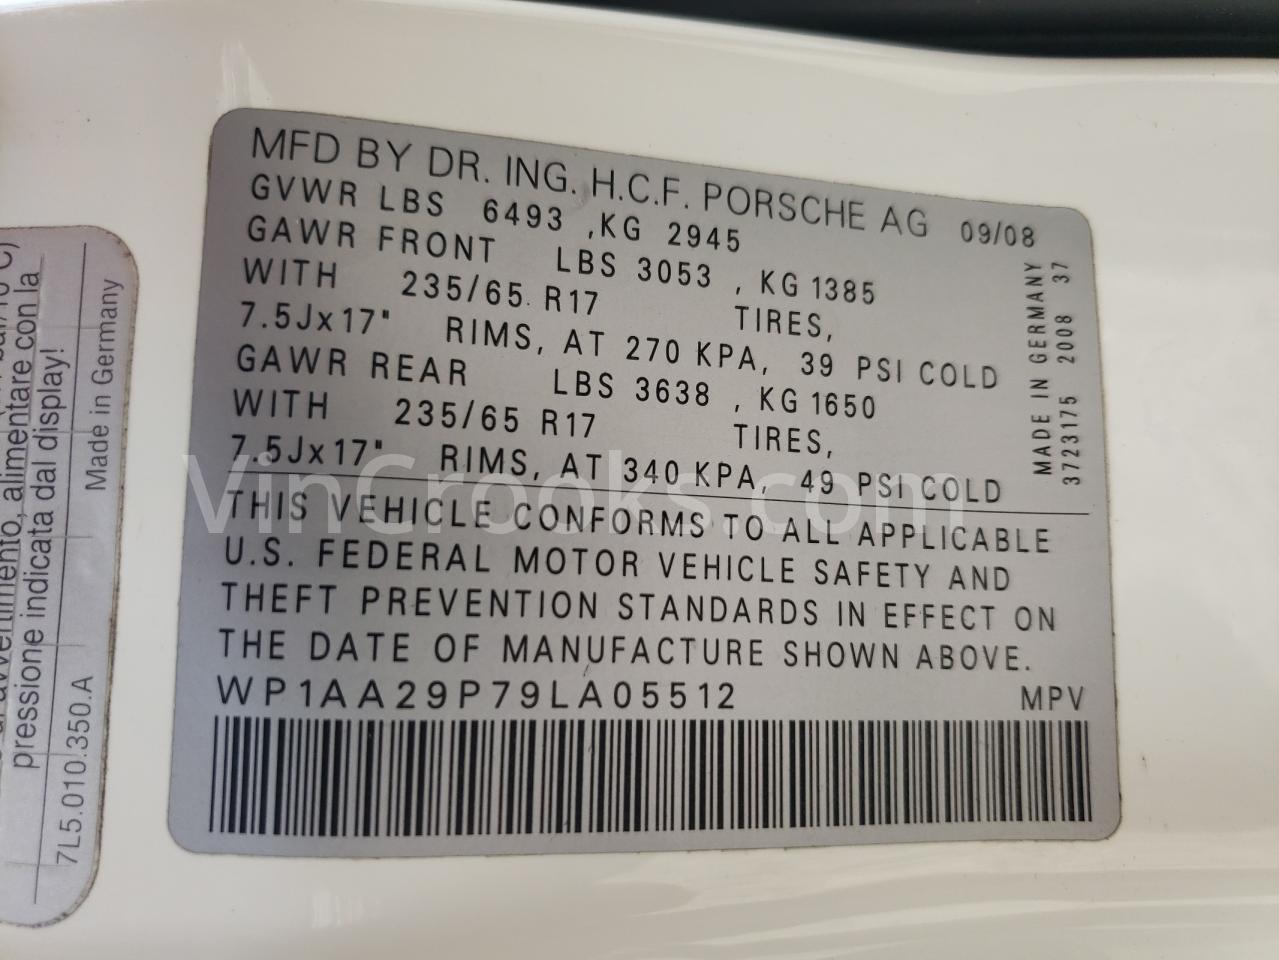 MFD BY DR. ING. H.C.F. PORSCHE AG 09/08
GVWR LBS 6493 ,KG 2945
GAWR FRONT LBS 3053 , KG 1385
WITH 235/65 R17 TIRES,
7.5Jx17" RIMS, AT 270 KPA, 39 PSI COLD
GAWR REAR LBS 3638 , KG 1650
WITH 235/65 R17 TIRES,
7.5Jx17" RIMS, AT 340 KPA, 49 PSI COLD
THIS VEHICLE CONFORMS TO ALL APPLICABLE
U.S. FEDERAL MOTOR VEHICLE SAFETY AND
THEFT PREVENTION STANDARDS IN EFFECT ON
THE DATE OF MANUFACTURE SHOWN ABOVE.
WP1AA29P79LA05512 MPV
MADE IN GERMANY
3723175 2008 37
alimentare con la
pressione indicata dal display!
7L5.010.350.A
Made in Germany
VinCrooks.com